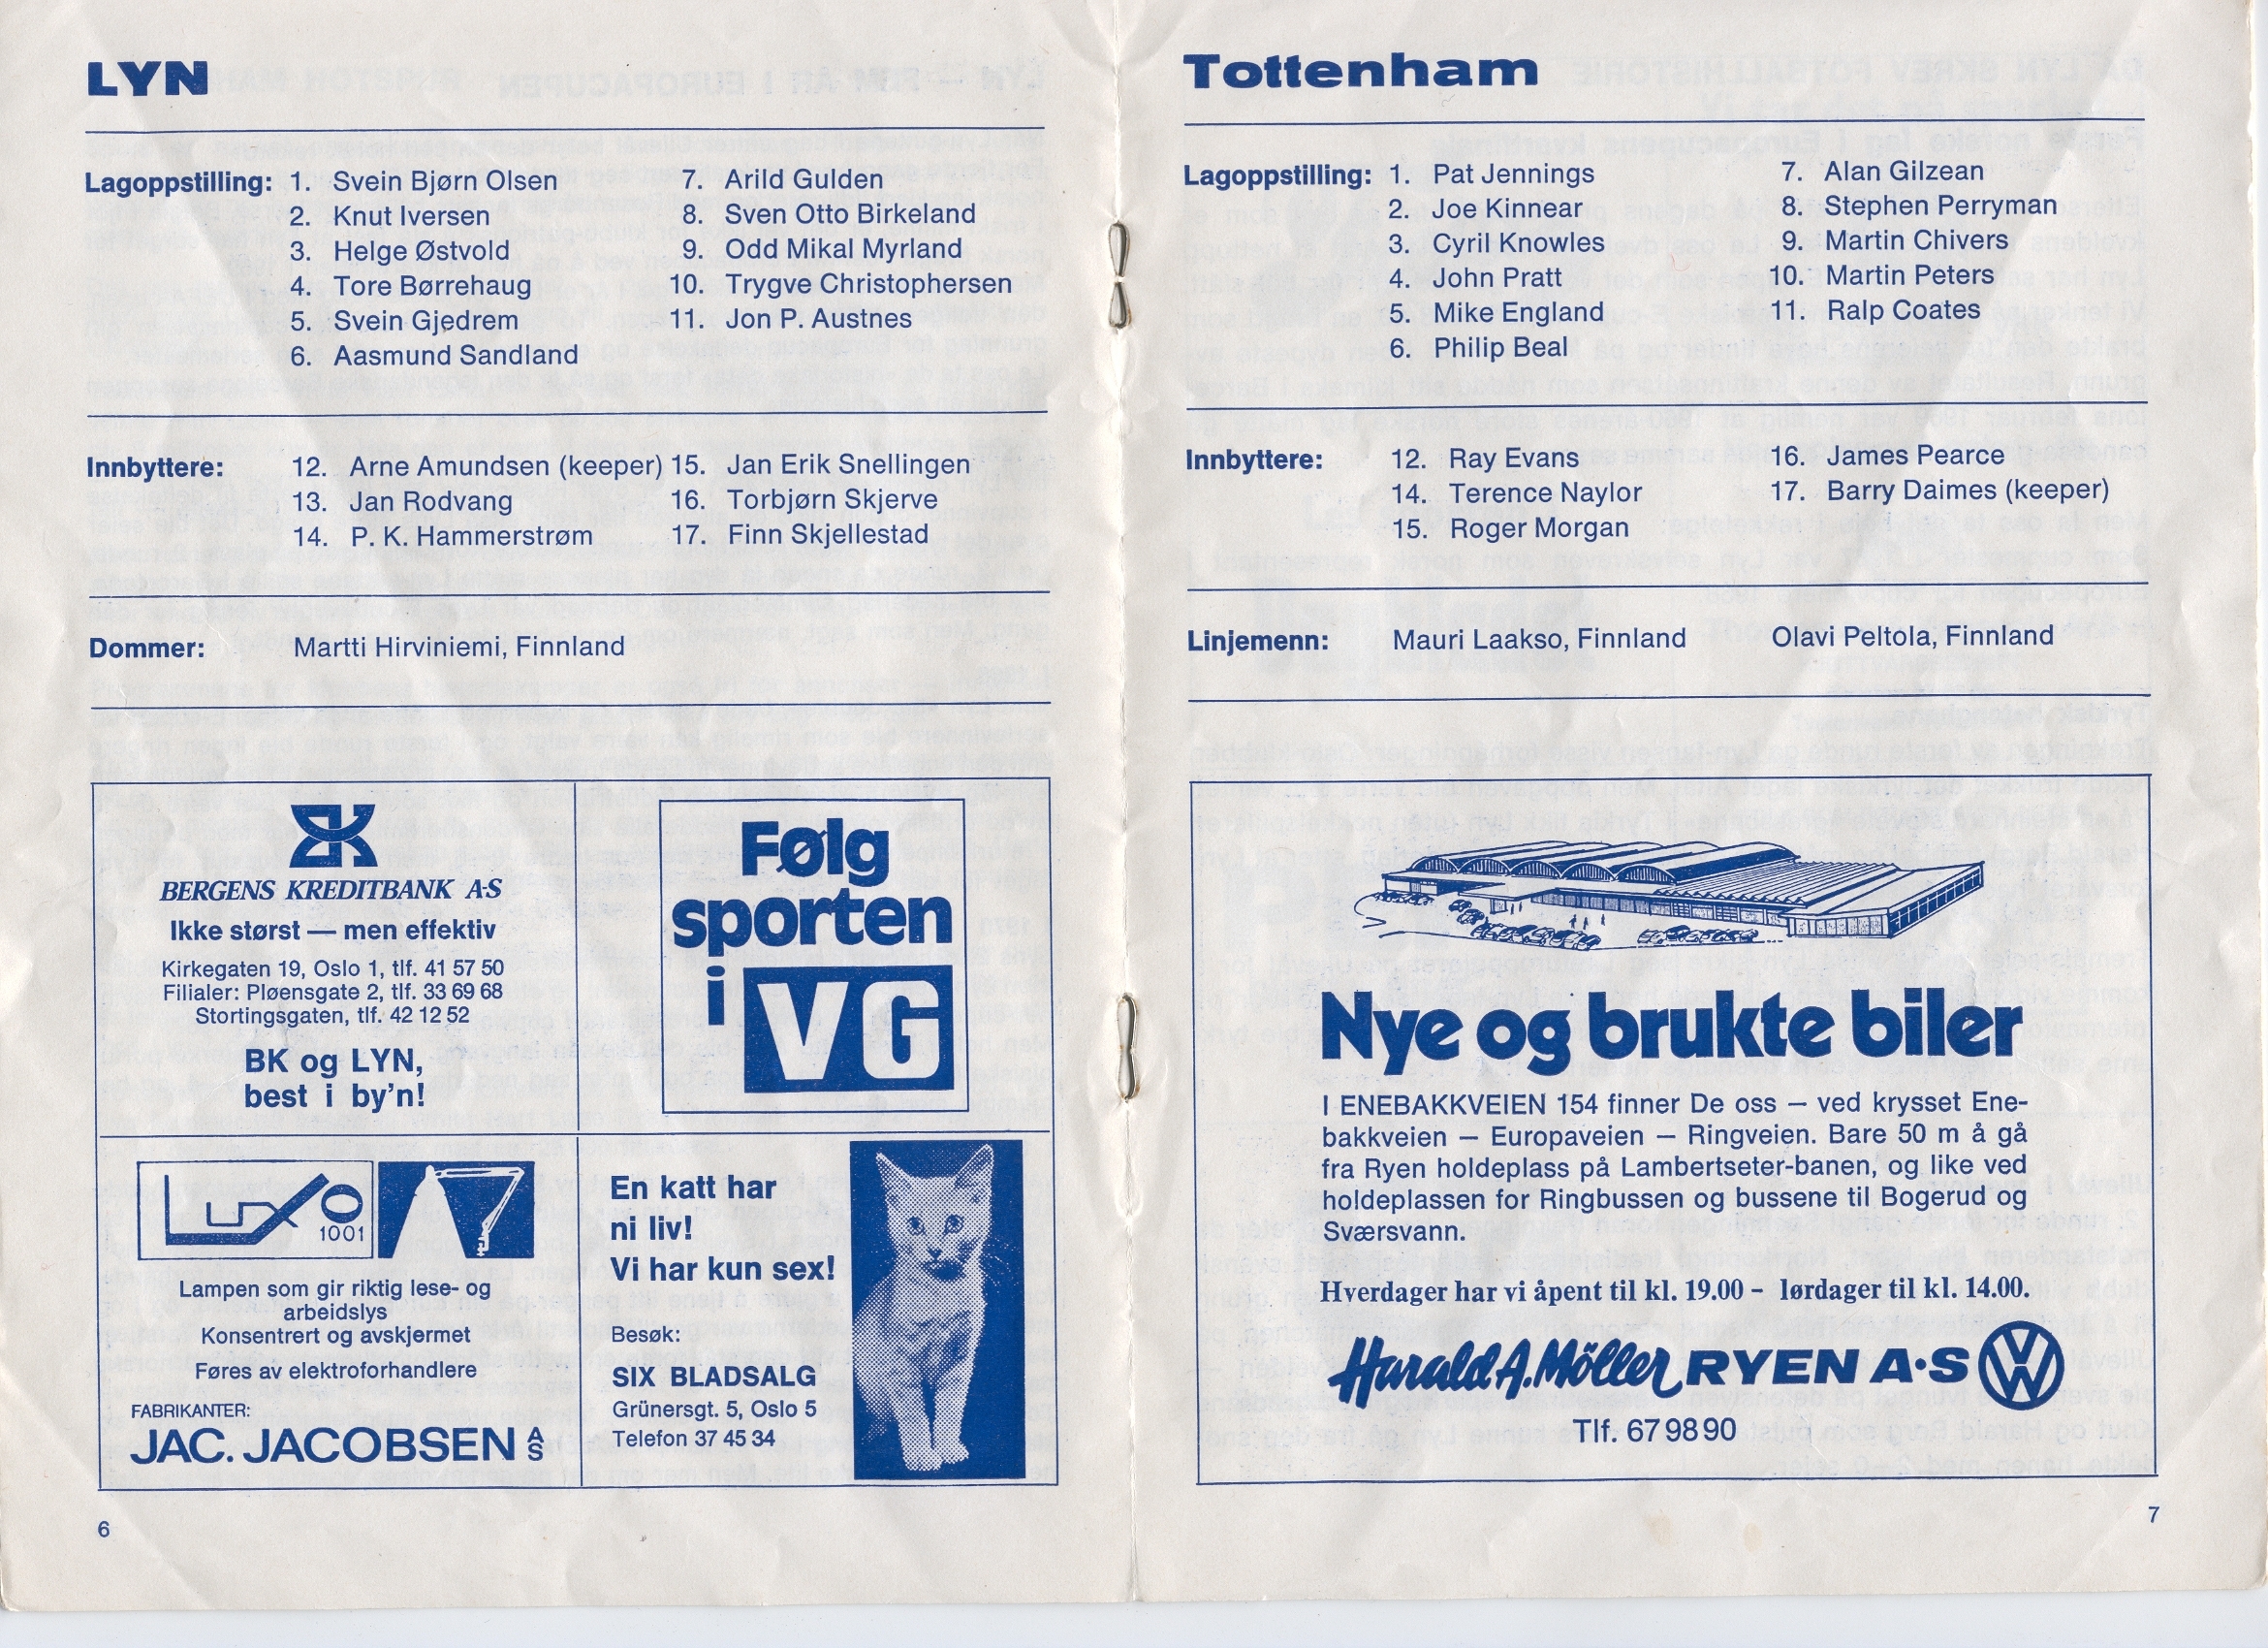 LYN
Lagoppstilling: 1. Svein Bjørn Olsen 7. Arild Gulden
2. Knut Iversen 8. Sven Otto Birkeland
3. Helge Østvold 9. Odd Mikal Myrland
4. Tore Børrehaug 10. Trygve Christophersen
5. Svein Gjedrem 11. Jon P. Austnes
6. Aasmund Sandland
Innbyttere: 12. Arne Amundsen (keeper) 15. Jan Erik Snellingen
13. Jan Rodvang 16. Torbjørn Skjerve
14. P. K. Hammerstrøm 17. Finn Skjellestad
Dommer: Martti Hirviniemi, Finnland
BK
BERGENS KREDITBANK A-S
Ikke størst — men effektiv
Kirkegaten 19, Oslo 1, tlf. 41 57 50
Filialer: Pløensgate 2, tlf. 33 69 68
Stortingsgaten, tlf. 42 12 52
BK og LYN,
best i by'n!
Følg
sporten
i VG
LUXO
1001
Lampen som gir riktig lese- og
arbeidslys
Konsentrert og avskjermet
Føres av elektroforhandlere
FABRIKANTER:
JAC. JACOBSEN A/S
En katt har
ni liv!
Vi har kun sex!
Besøk:
SIX BLADSALG
Grünersgt. 5, Oslo 5
Telefon 37 45 34
6
Tottenham
Lagoppstilling: 1. Pat Jennings 7. Alan Gilzean
2. Joe Kinnear 8. Stephen Perryman
3. Cyril Knowles 9. Martin Chivers
4. John Pratt 10. Martin Peters
5. Mike England 11. Ralp Coates
6. Philip Beal
Innbyttere: 12. Ray Evans 16. James Pearce
14. Terence Naylor 17. Barry Daimes (keeper)
15. Roger Morgan
Linjemenn: Mauri Laakso, Finnland Olavi Peltola, Finnland
Nye og brukte biler
I ENEBAKKVEIEN 154 finner De oss — ved krysset Ene-
bakkveien — Europaveien — Ringveien. Bare 50 m å gå
fra Ryen holdeplass på Lambertseter-banen, og like ved
holdeplassen for Ringbussen og bussene til Bogerud og
Sværsvann.
Hverdager har vi åpent til kl. 19.00 – lørdager til kl. 14.00.
Harald A. Möller RYEN A·S VW
Tlf. 67 98 90
7